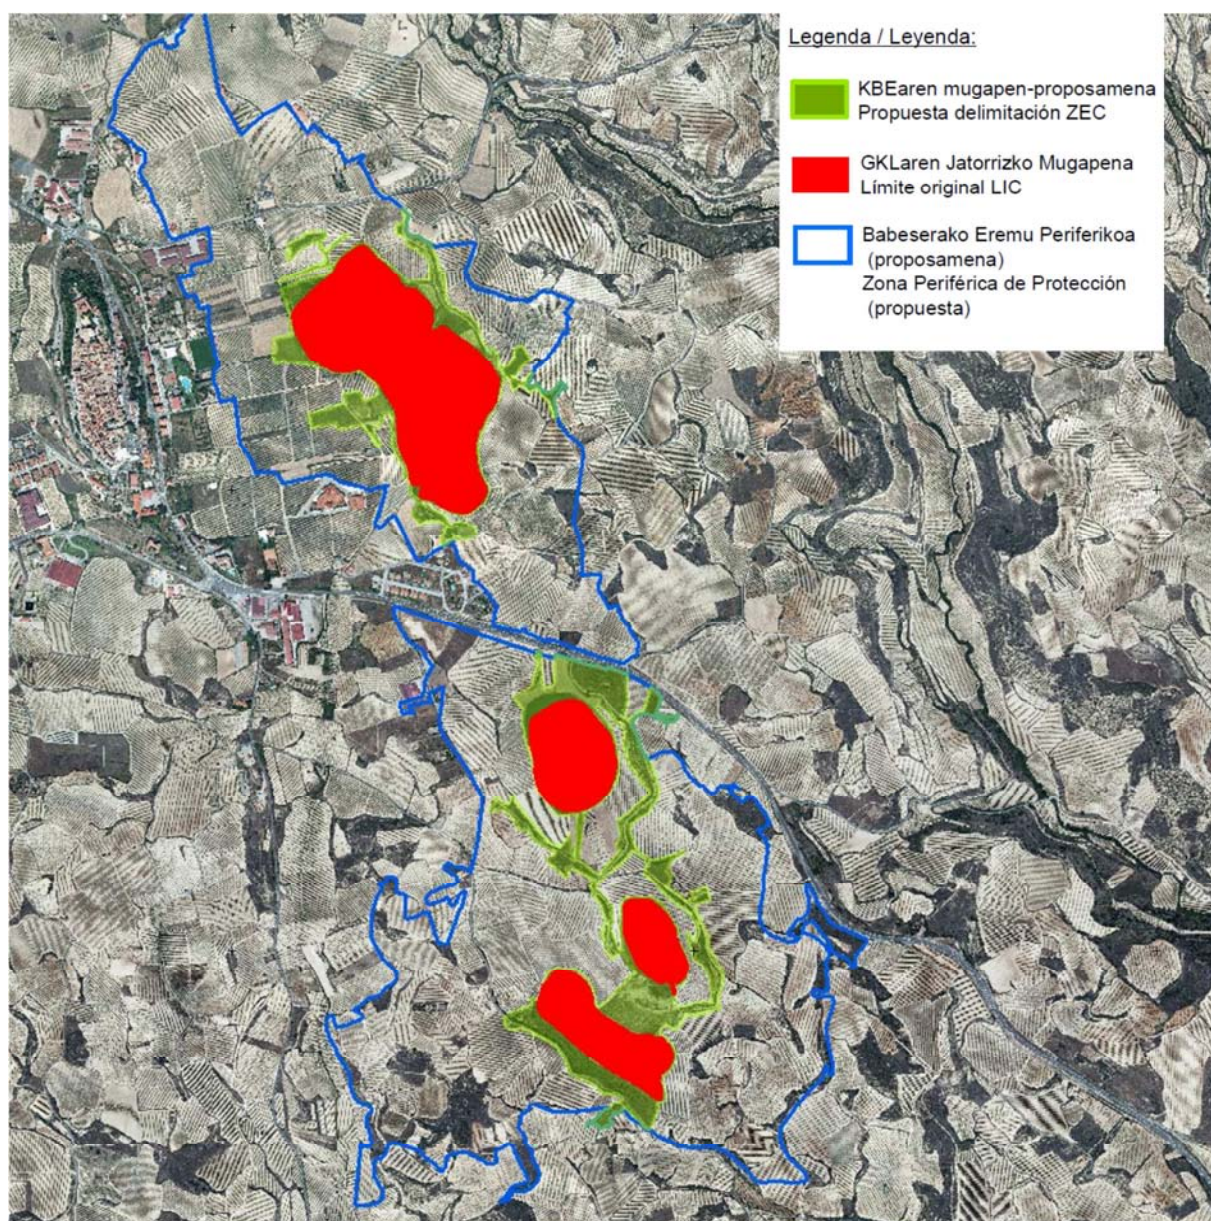 Legenda / Leyenda:
KBEaren mugapen-proposamena
Propuesta delimitación ZEC
GKLaren Jatorrizko Mugapena
Límite original LIC
Babeserako Eremu Periferikoa
(proposamena)
Zona Periférica de Protección
(propuesta)